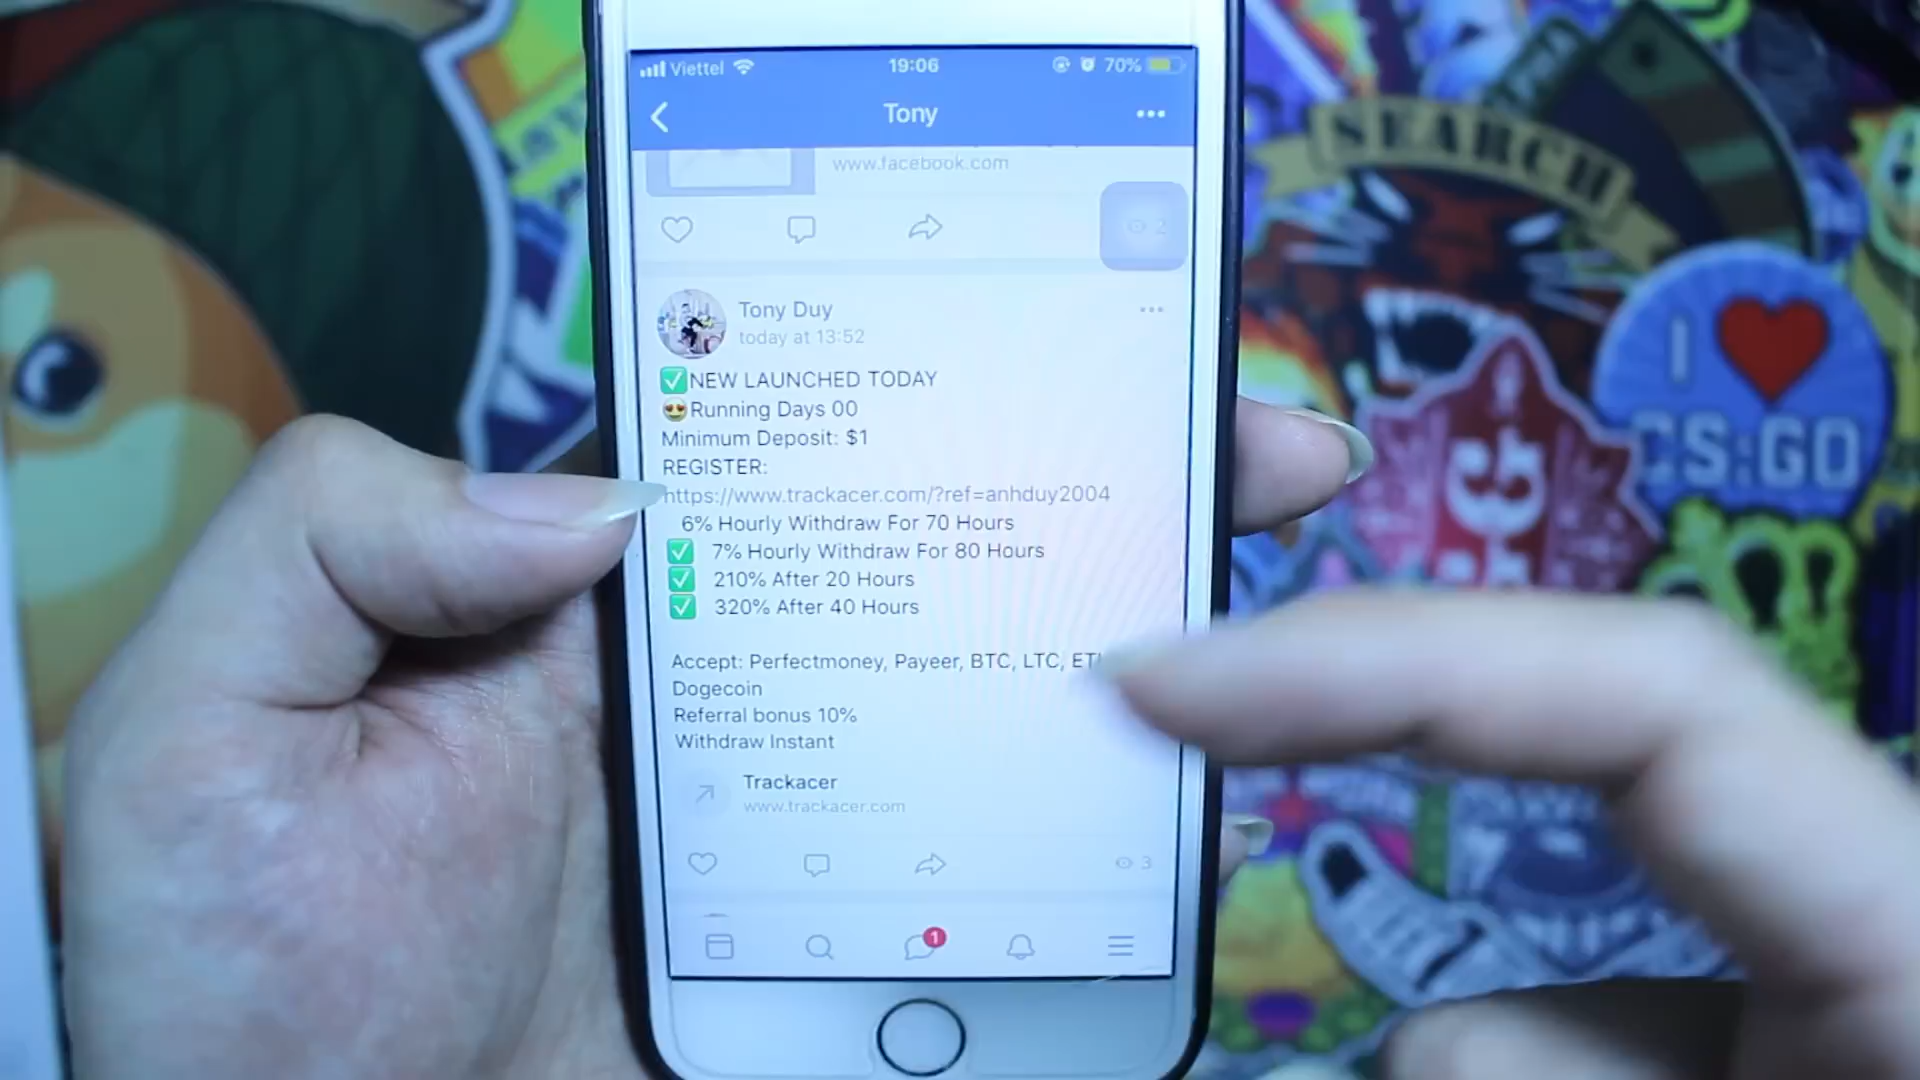 Viettel 19:06 70%
Tony
www.facebook.com
2
Tony Duy
today at 13:52
NEW LAUNCHED TODAY
Running Days 00
Minimum Deposit: $1
REGISTER:
https://www.trackacer.com/?ref=anhduy2004
6% Hourly Withdraw For 70 Hours
7% Hourly Withdraw For 80 Hours
210% After 20 Hours
320% After 40 Hours
Accept: Perfectmoney, Payeer, BTC, LTC,
Dogecoin
Referral bonus 10%
Withdraw Instant
Trackacer
www.trackacer.com
3
1
SEARCH
I
CS:GO